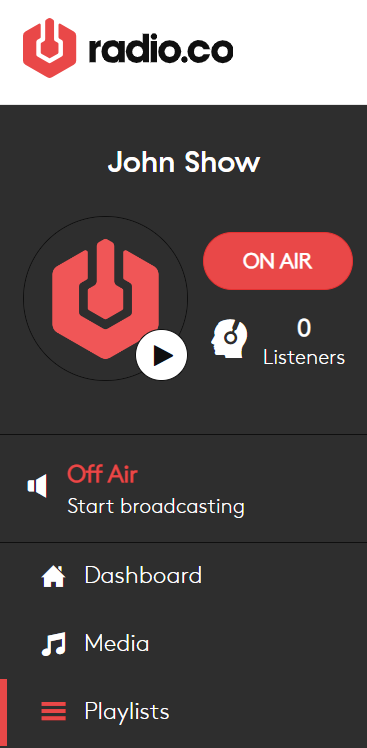 radio.co
John Show
ON AIR
0
Listeners
Off Air
Start broadcasting
Dashboard
Media
Playlists